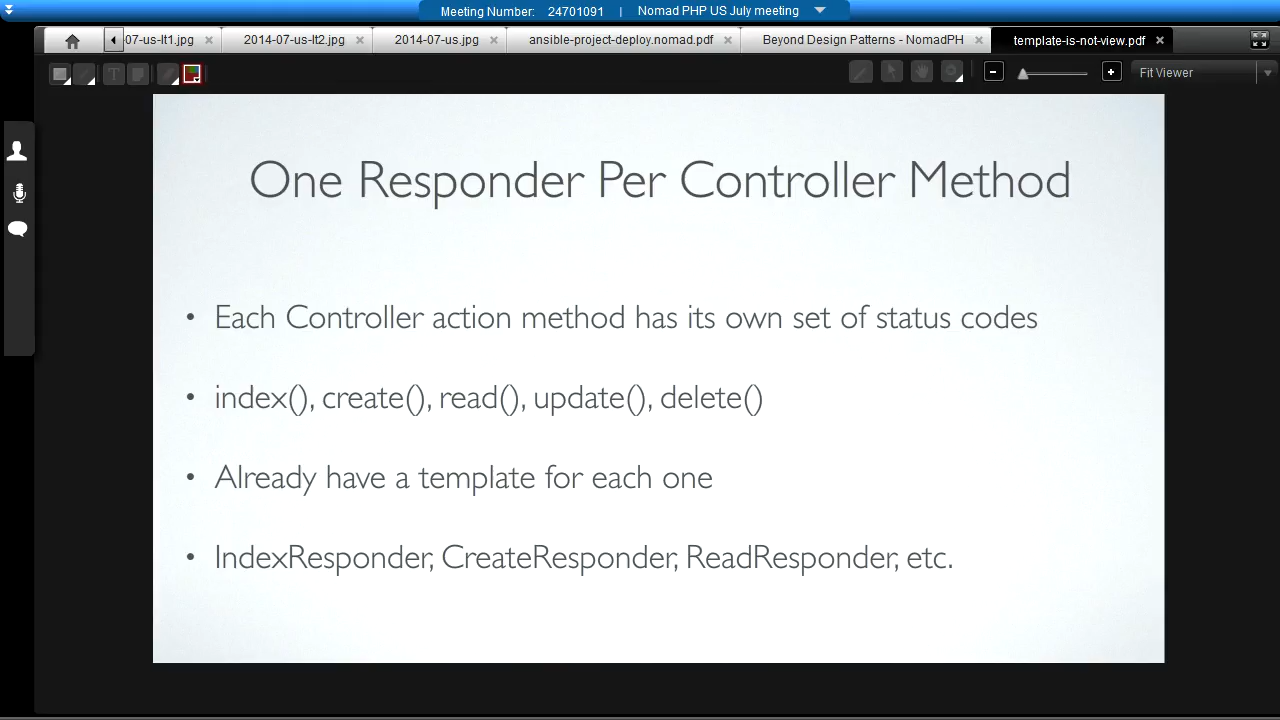 Meeting Number: 24701091 | Nomad PHP US July meeting
-07-us-lt1.jpg
2014-07-us-lt2.jpg
2014-07-us.jpg
ansible-project-deploy.nomad.pdf
Beyond Design Patterns - NomadPH
template-is-not-view.pdf
T
Fit Viewer
One Responder Per Controller Method
• Each Controller action method has its own set of status codes
• index(), create(), read(), update(), delete()
• Already have a template for each one
• IndexResponder, CreateResponder, ReadResponder, etc.